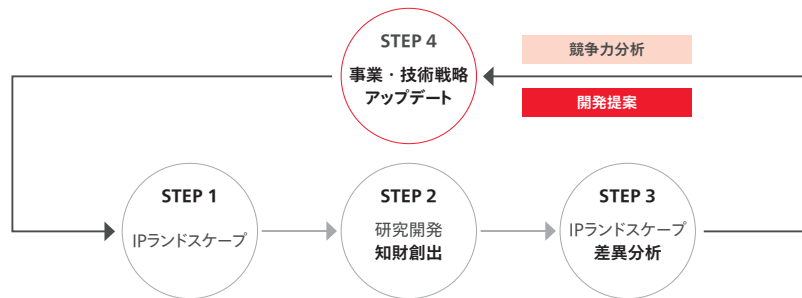 STEP 4
事業・技術戦略
アップデート
競争力分析
開発提案
STEP 1
IPランドスケープ
STEP 2
研究開発
知財創出
STEP 3
IPランドスケープ
差異分析